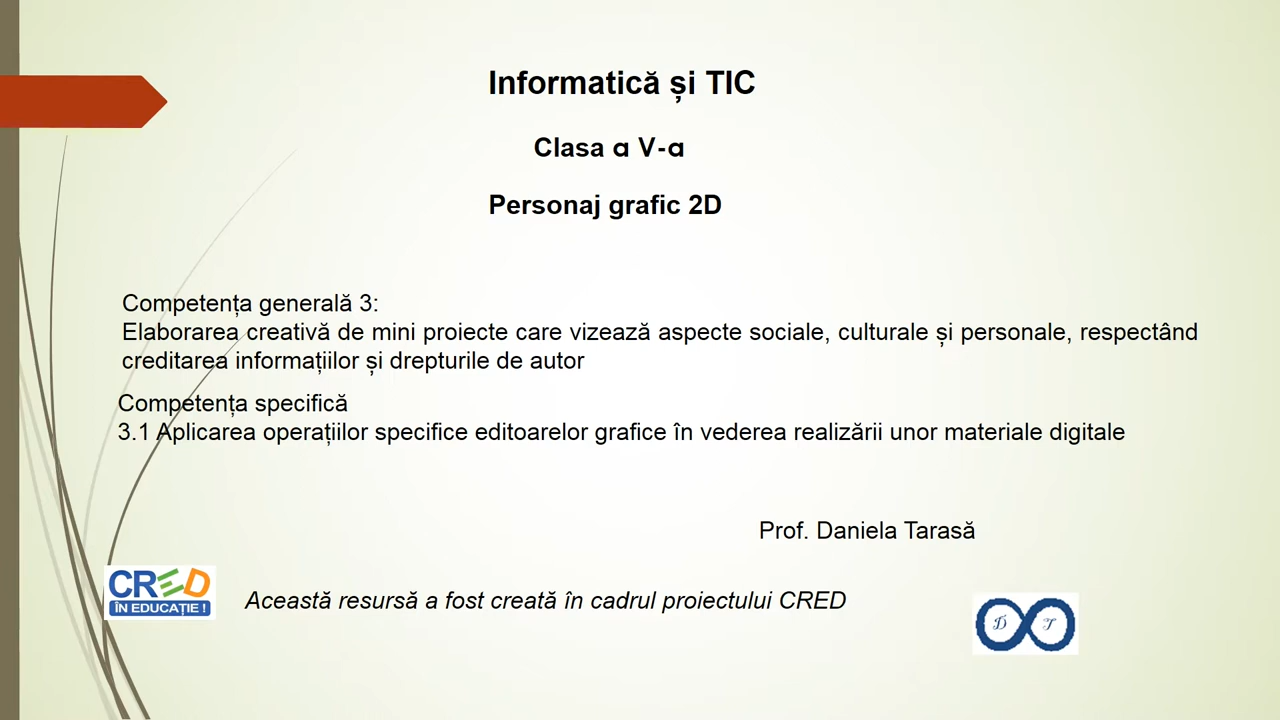 Informatică și TIC
Clasa a V-a
Personaj grafic 2D
Competența generală 3:
Elaborarea creativă de mini proiecte care vizează aspecte sociale, culturale și personale, respectând
creditarea informațiilor și drepturile de autor
Competența specifică
3.1 Aplicarea operațiilor specifice editoarelor grafice în vederea realizării unor materiale digitale
Prof. Daniela Tarasă
CRED
ÎN EDUCAȚIE !
Această resursă a fost creată în cadrul proiectului CRED
D T